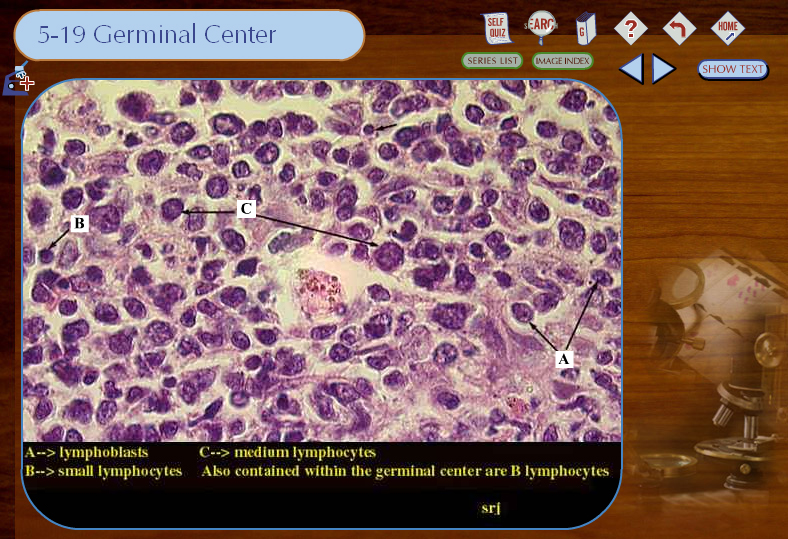 5-19 Germinal Center
SELF QUIZ
SEARCH
G
?
HOME
SERIES LIST
IMAGE INDEX
SHOW TEXT
B
C
A
A--> lymphoblasts C--> medium lymphocytes
B--> small lymphocytes Also contained within the germinal center are B lymphocytes
srj